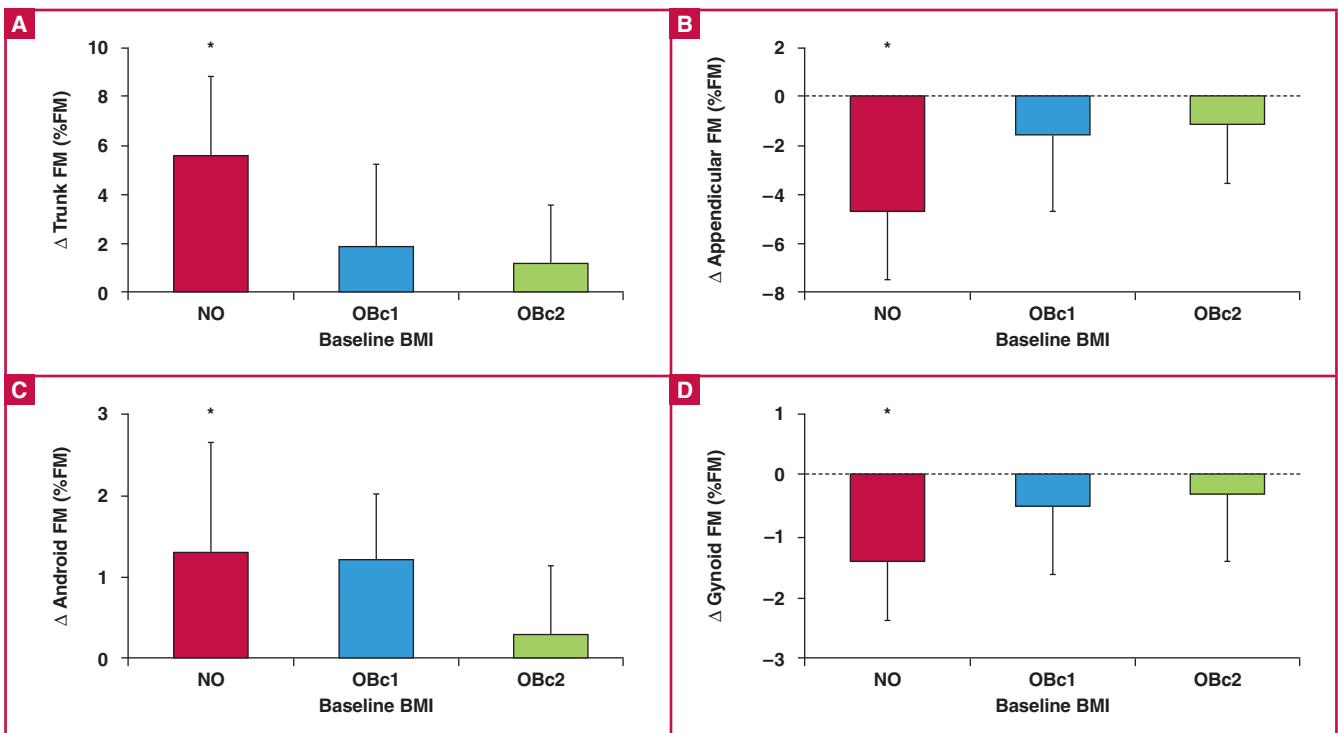 A
Δ Trunk FM (%FM)
10
8
6
4
2
0
*
NO
OBc1
OBc2
Baseline BMI
B
Δ Appendicular FM (%FM)
2
0
−2
−4
−6
−8
*
NO
OBc1
OBc2
Baseline BMI
C
Δ Android FM (%FM)
3
2
1
0
*
NO
OBc1
OBc2
Baseline BMI
D
Δ Gynoid FM (%FM)
1
0
−1
−2
−3
*
NO
OBc1
OBc2
Baseline BMI